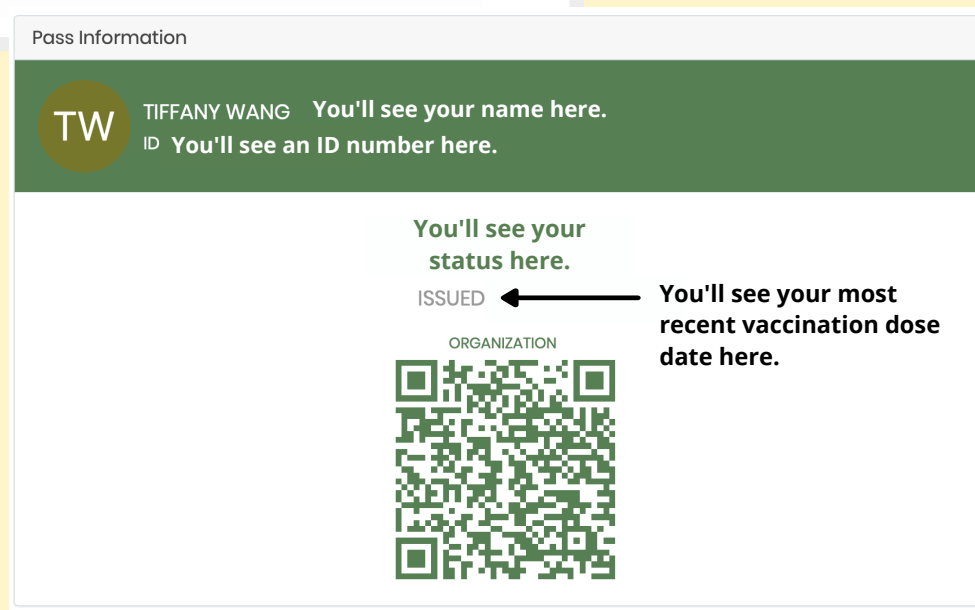 Pass Information
TW
TIFFANY WANG You'll see your name here.
ID You'll see an ID number here.
You'll see your
status here.
ISSUED
You'll see your most
recent vaccination dose
date here.
ORGANIZATION